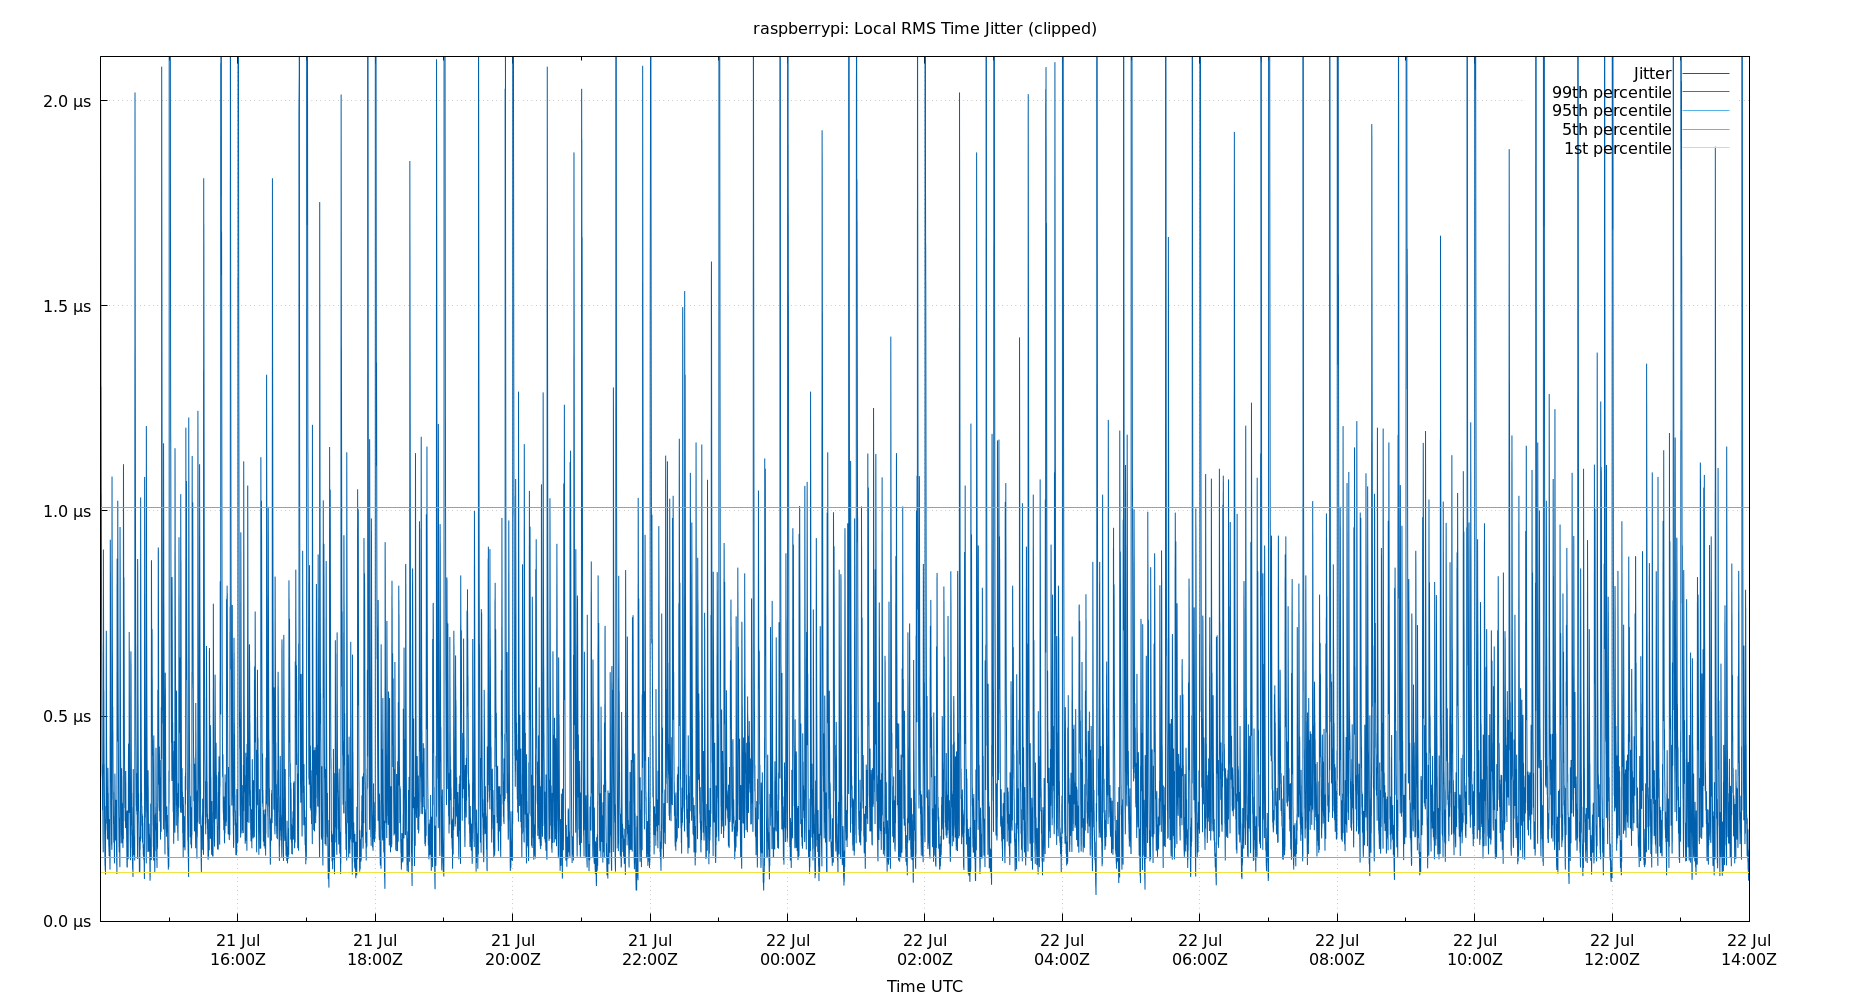 raspberrypi: Local RMS Time Jitter (clipped)
Jitter
99th percentile
95th percentile
5th percentile
1st percentile
2.0 μs
1.5 μs
1.0 μs
0.5 μs
0.0 μs
21 Jul 21 Jul 21 Jul 21 Jul 22 Jul 22 Jul 22 Jul 22 Jul 22 Jul 22 Jul 22 Jul 22 Jul
16:00Z 18:00Z 20:00Z 22:00Z 00:00Z 02:00Z 04:00Z 06:00Z 08:00Z 10:00Z 12:00Z 14:00Z
Time UTC